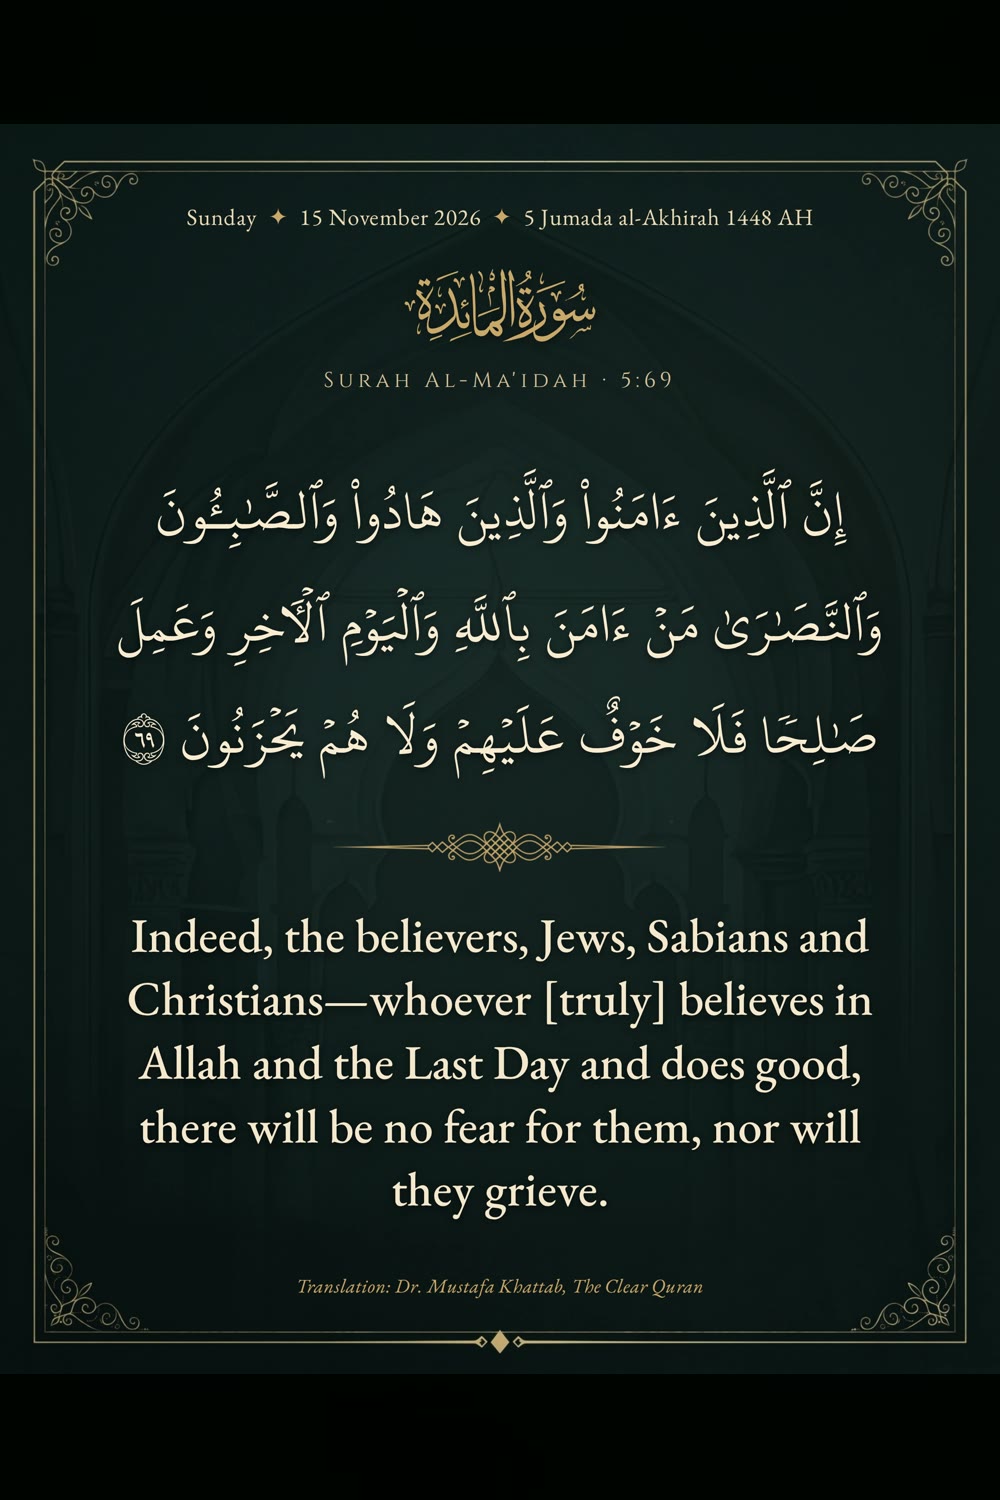 Sunday ✦ 15 November 2026 ✦ 5 Jumada al-Akhirah 1448 AH
سُورَةُ المَائِدَةِ
SURAH AL-MA'IDAH · 5:69
إِنَّ ٱلَّذِينَ ءَامَنُوا۟ وَٱلَّذِينَ هَادُوا۟ وَٱلصَّـٰبِـُٔونَ
وَٱلنَّصَـٰرَىٰ مَنْ ءَامَنَ بِٱللَّهِ وَٱلْيَوْمِ ٱلْـَٔاخِرِ وَعَمِلَ
صَـٰلِحًا فَلَا خَوْفٌ عَلَيْهِمْ وَلَا هُمْ يَحْزَنُونَ ٦٩
Indeed, the believers, Jews, Sabians and
Christians—whoever [truly] believes in
Allah and the Last Day and does good,
there will be no fear for them, nor will
they grieve.
Translation: Dr. Mustafa Khattab, The Clear Quran